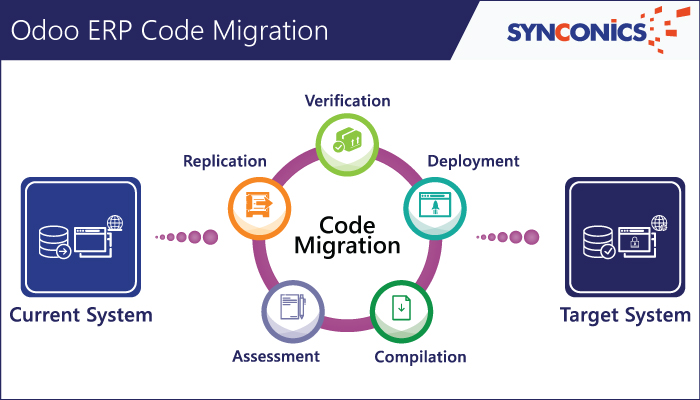 Odoo ERP Code Migration
SYNCONICS
Verification
Replication
Deployment
Code
Migration
Current System
Target System
Assessment
Compilation